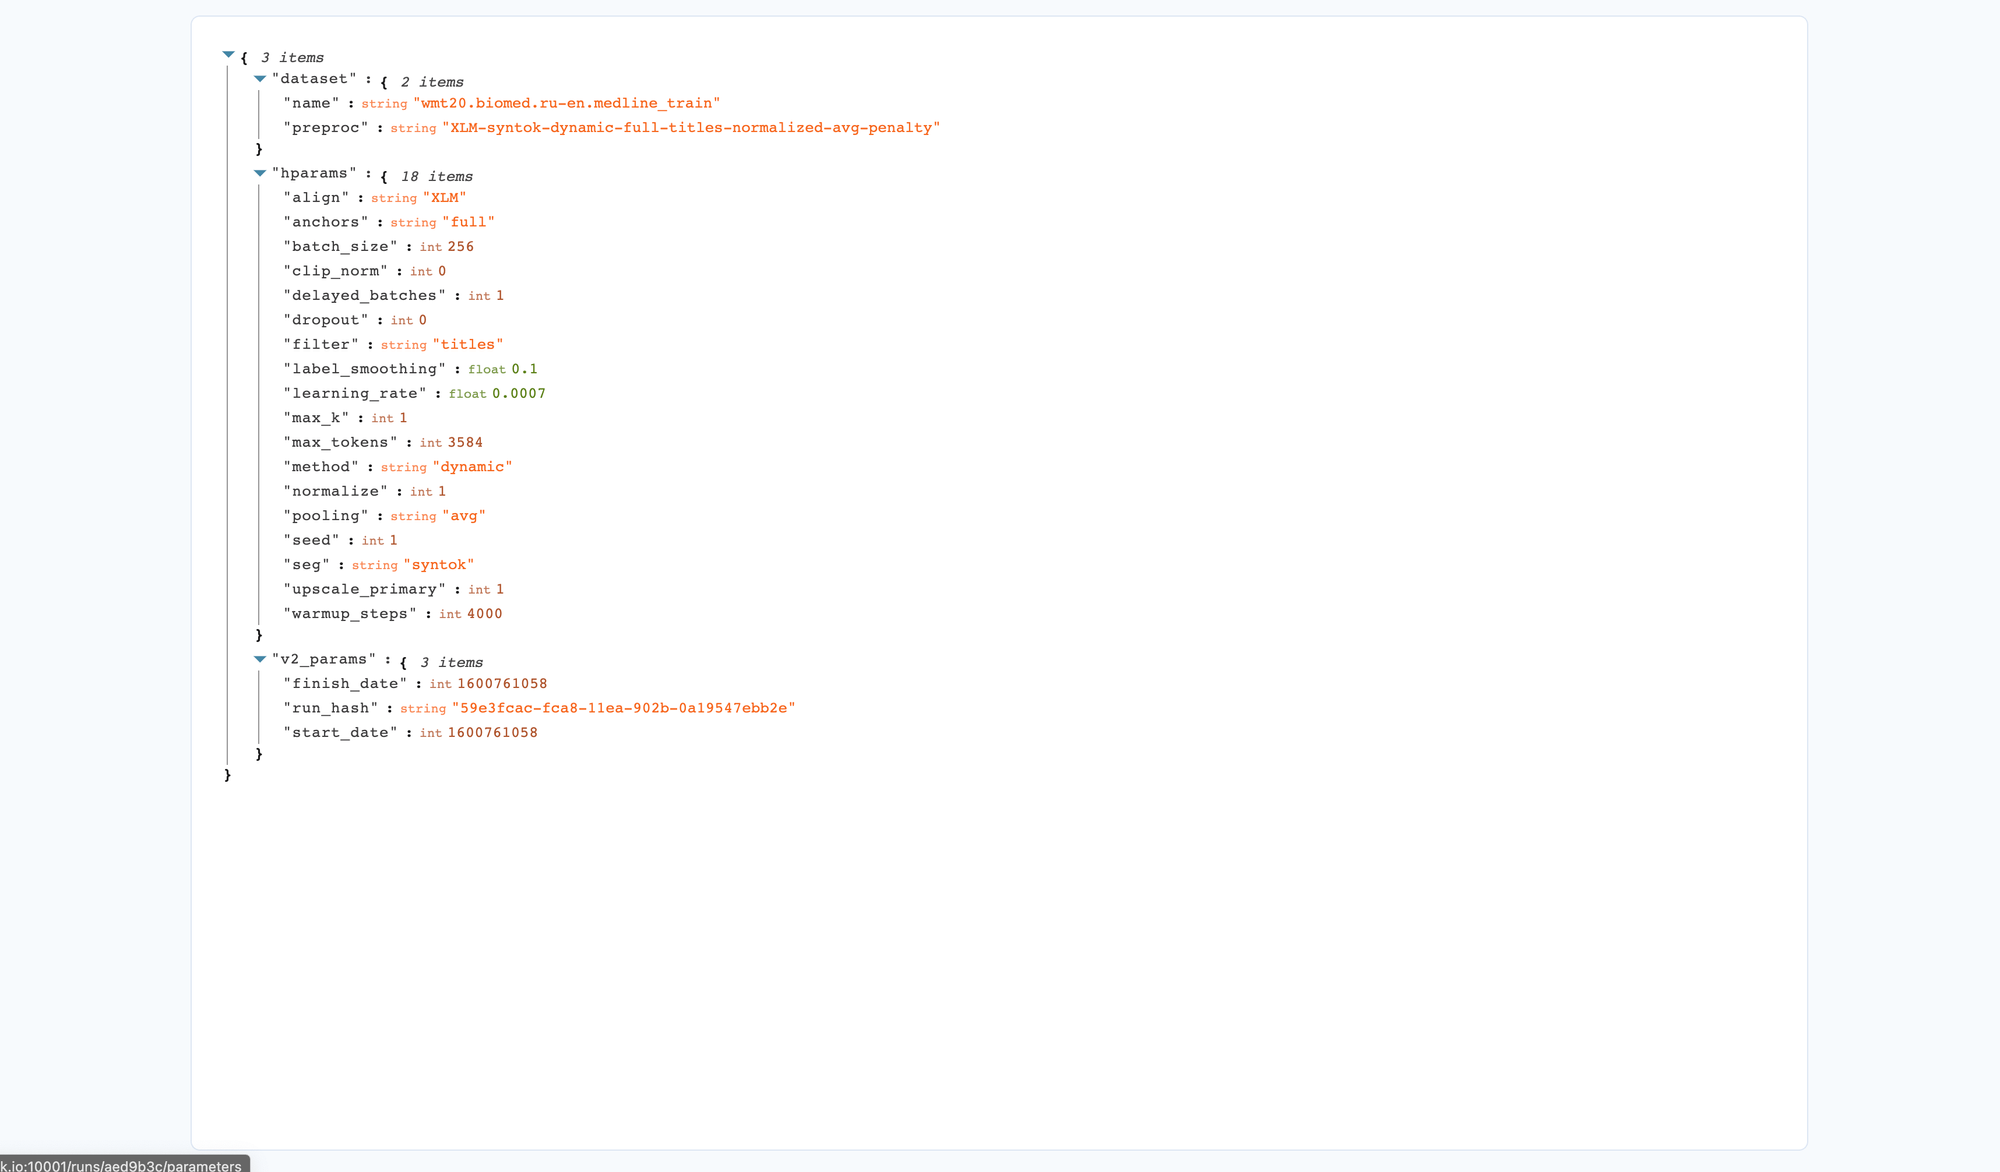 { 3 items
"dataset" : { 2 items
"name" : string "wmt20.biomed.ru-en.medline_train"
"preproc" : string "XLM-syntok-dynamic-full-titles-normalized-avg-penalty"
}
"hparams" : { 18 items
"align" : string "XLM"
"anchors" : string "full"
"batch_size" : int 256
"clip_norm" : int 0
"delayed_batches" : int 1
"dropout" : int 0
"filter" : string "titles"
"label_smoothing" : float 0.1
"learning_rate" : float 0.0007
"max_k" : int 1
"max_tokens" : int 3584
"method" : string "dynamic"
"normalize" : int 1
"pooling" : string "avg"
"seed" : int 1
"seg" : string "syntok"
"upscale_primary" : int 1
"warmup_steps" : int 4000
}
"v2_params" : { 3 items
"finish_date" : int 1600761058
"run_hash" : string "59e3fcac-fca8-11ea-902b-0a19547ebb2e"
"start_date" : int 1600761058
}
}
k.io:10001/runs/aed9b3c/parameters